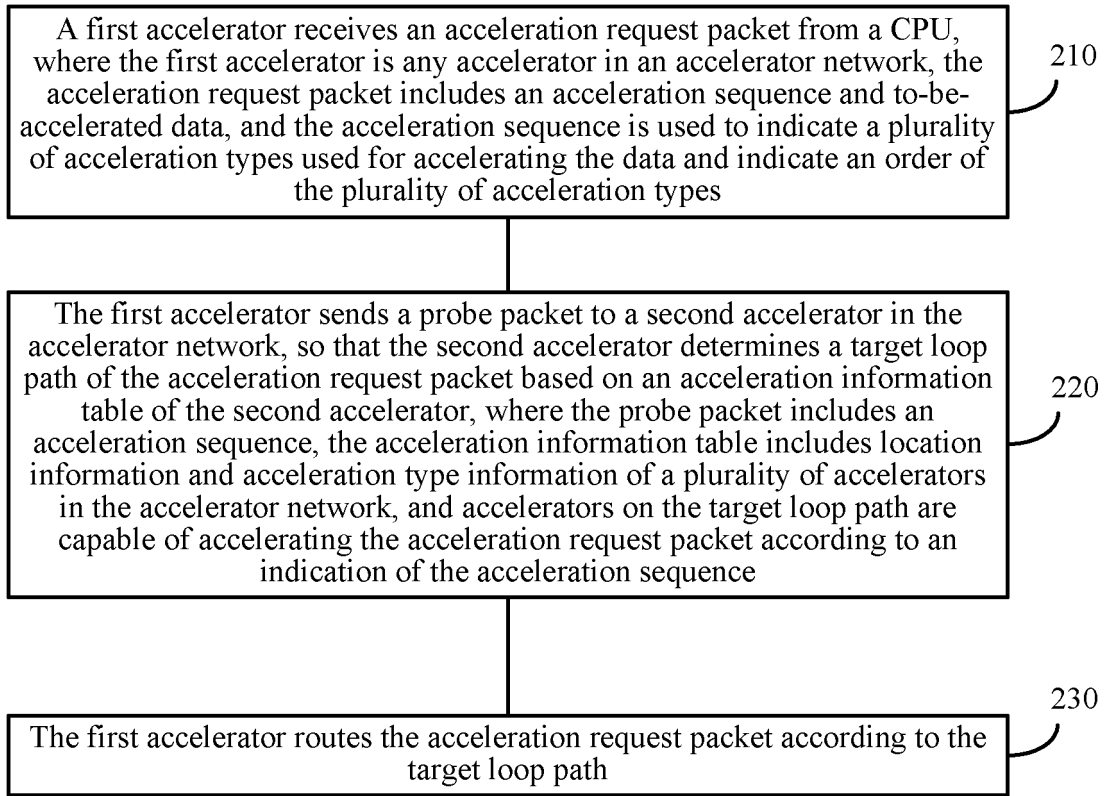 A first accelerator receives an acceleration request packet from a CPU,
where the first accelerator is any accelerator in an accelerator network, the
acceleration request packet includes an acceleration sequence and to-be-
accelerated data, and the acceleration sequence is used to indicate a plurality
of acceleration types used for accelerating the data and indicate an order of
the plurality of acceleration types
210
The first accelerator sends a probe packet to a second accelerator in the
accelerator network, so that the second accelerator determines a target loop
path of the acceleration request packet based on an acceleration information
table of the second accelerator, where the probe packet includes an
acceleration sequence, the acceleration information table includes location
information and acceleration type information of a plurality of accelerators
in the accelerator network, and accelerators on the target loop path are
capable of accelerating the acceleration request packet according to an
indication of the acceleration sequence
220
The first accelerator routes the acceleration request packet according to the
target loop path
230